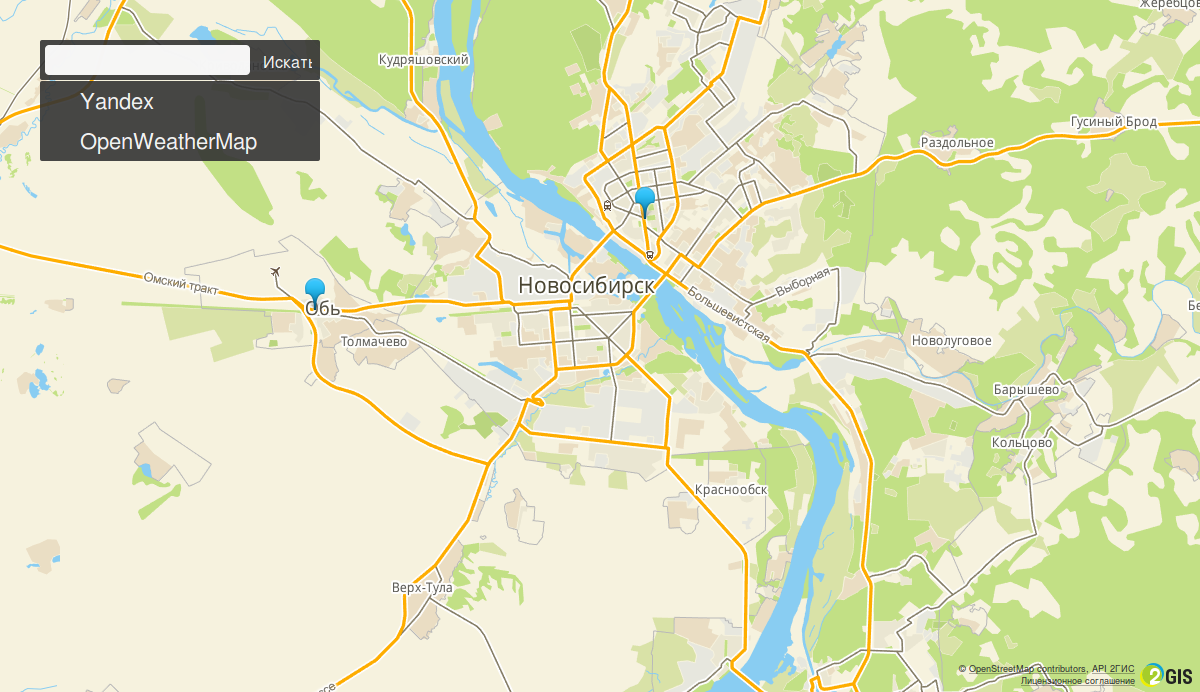 Жеребцов
Кудряшовский
Искать
Yandex
OpenWeatherMap
Гусиный Брод
Раздольное
Омский тракт
Новосибирск
Выборная
Обь
Большевистская
Толмачево
Новолуговое
Барышево
Кольцово
Краснообск
Верх-Тула
© OpenStreetMap contributors, API 2ГИС
Лицензионное соглашение
2GIS